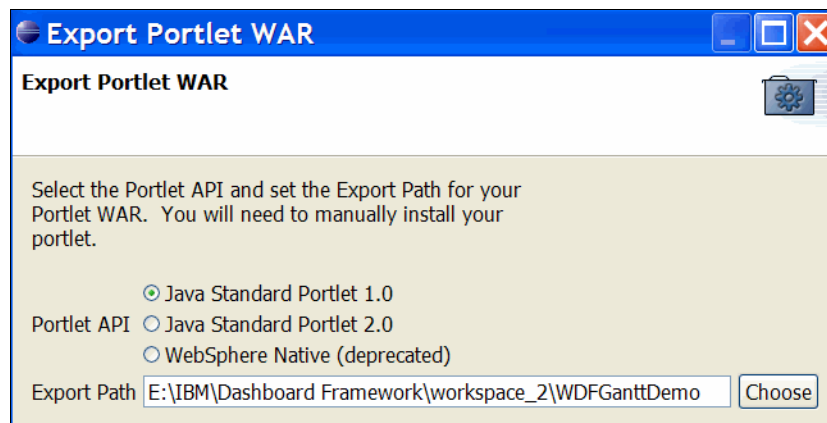 Export Portlet WAR
Export Portlet WAR
Select the Portlet API and set the Export Path for your
Portlet WAR. You will need to manually install your
portlet.
Java Standard Portlet 1.0
Portlet API Java Standard Portlet 2.0
WebSphere Native (deprecated)
Export Path E:\IBM\Dashboard Framework\workspace_2\WDFGanttDemo Choose